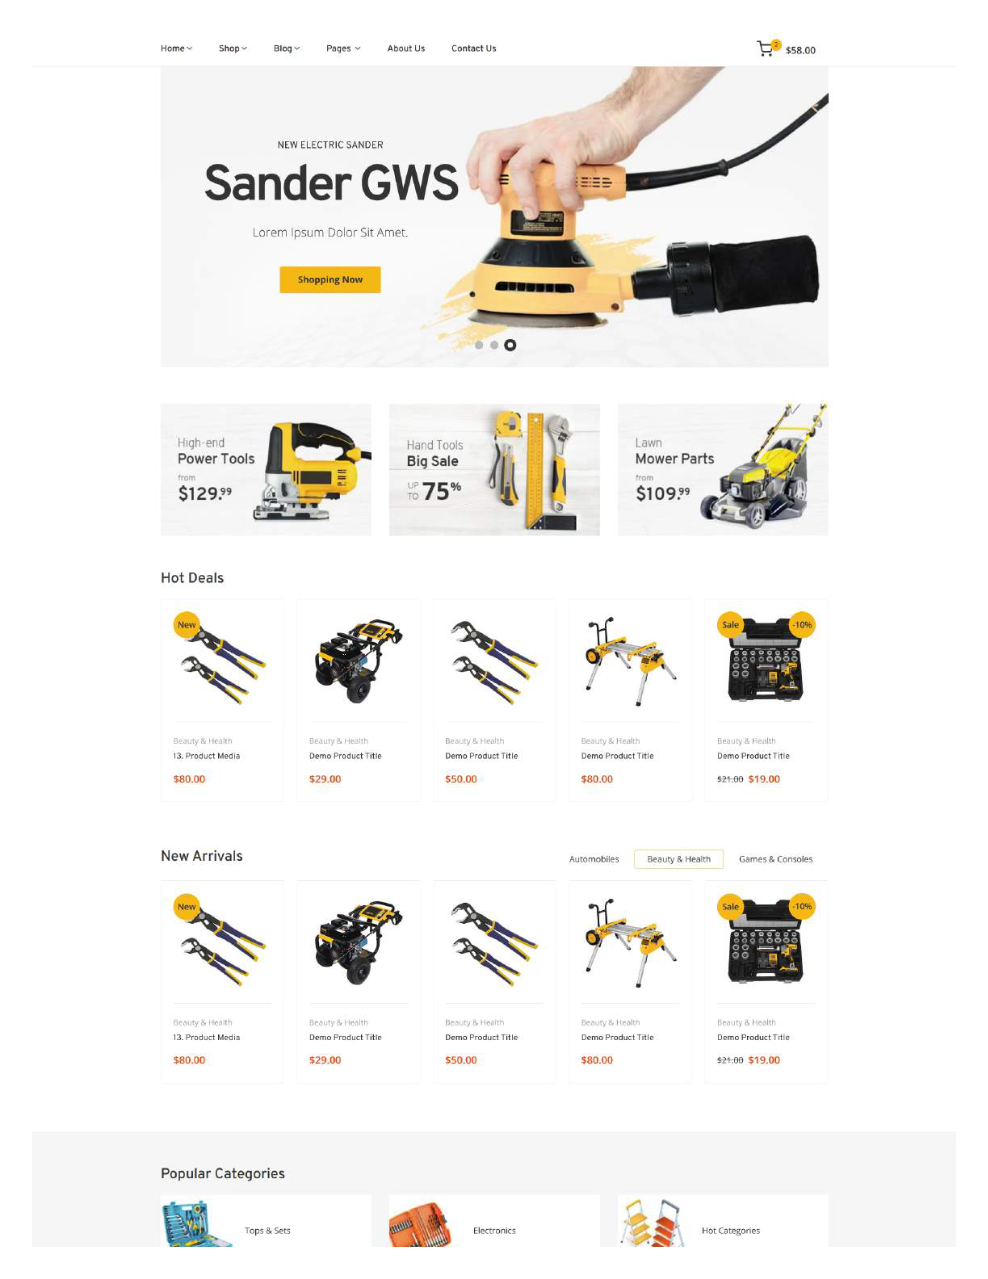 Home Shop Blog Pages About Us Contact Us 2 $58.00
NEW ELECTRIC SANDER
Sander GWS
Lorem Ipsum Dolor Sit Amet.
Shopping Now
High-end
Power Tools
from
$129.99
Hand Tools
Big Sale
UP TO 75%
Lawn
Mower Parts
from
$109.99
Hot Deals
New
Sale -10%
Beauty & Health Beauty & Health Beauty & Health Beauty & Health Beauty & Health
13. Product Media Demo Product Title Demo Product Title Demo Product Title Demo Product Title
$80.00 $29.00 $50.00 $80.00 $21.00 $19.00
New Arrivals Automobiles Beauty & Health Games & Consoles
New
Sale -10%
Beauty & Health Beauty & Health Beauty & Health Beauty & Health Beauty & Health
13. Product Media Demo Product Title Demo Product Title Demo Product Title Demo Product Title
$80.00 $29.00 $50.00 $80.00 $21.00 $19.00
Popular Categories
Tops & Sets Electronics Hot Categories